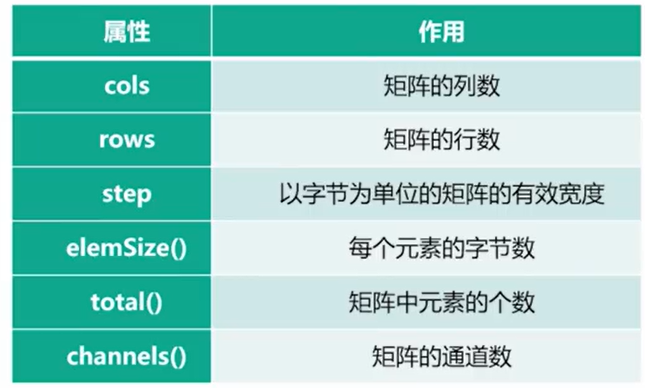 属性 作用
cols 矩阵的列数
rows 矩阵的行数
step 以字节为单位的矩阵的有效宽度
elemSize() 每个元素的字节数
total() 矩阵中元素的个数
channels() 矩阵的通道数